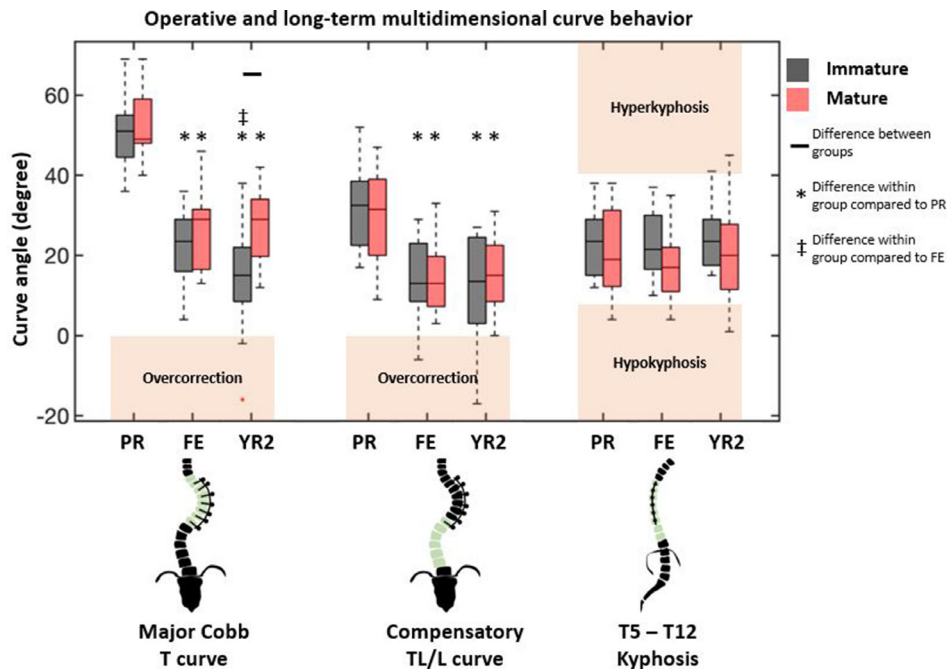 Operative and long-term multidimensional curve behavior
Curve angle (degree)
60
40
20
0
-20
‡
* *
* *
* *
* *
Overcorrection
Overcorrection
Hyperkyphosis
Hypokyphosis
PR FE YR2
PR FE YR2
PR FE YR2
Major Cobb
T curve
Compensatory
TL/L curve
T5 – T12
Kyphosis
Immature
Mature
Difference between
groups
* Difference within
group compared to PR
‡ Difference within
group compared to FE